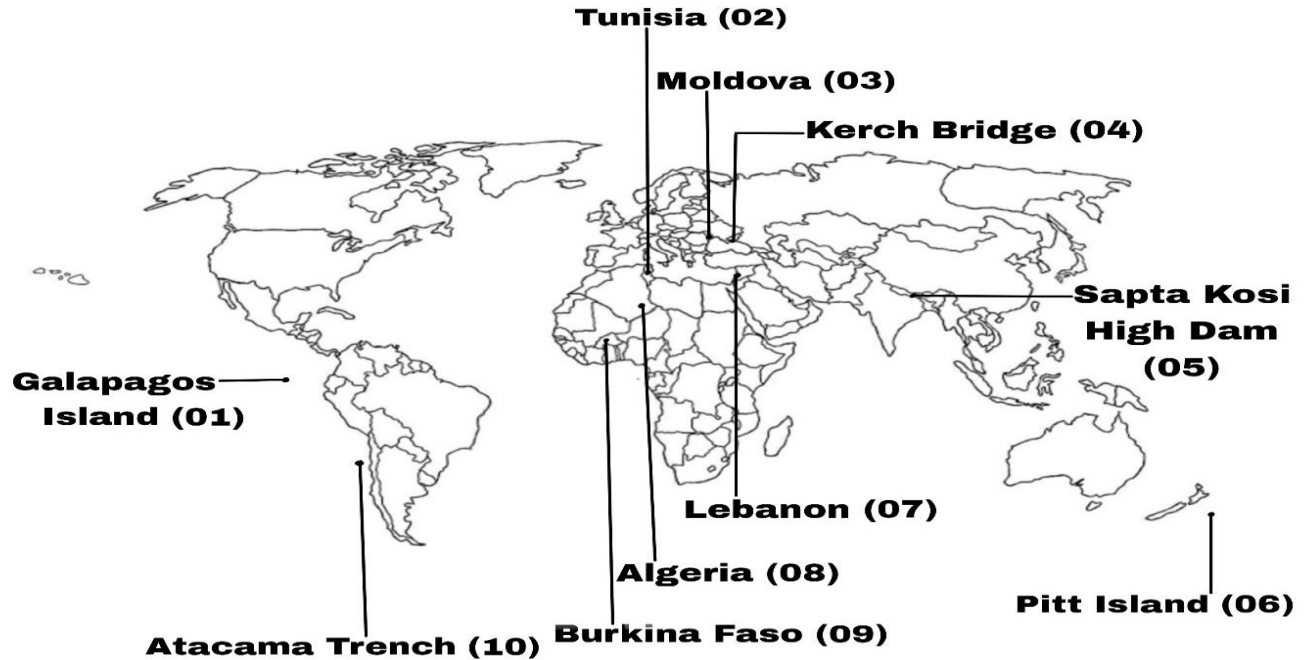 Tunisia (02)
Moldova (03)
Kerch Bridge (04)
Sapta Kosi
High Dam
(05)
Galapagos
Island (01)
Lebanon (07)
Algeria (08)
Pitt Island (06)
Burkina Faso (09)
Atacama Trench (10)